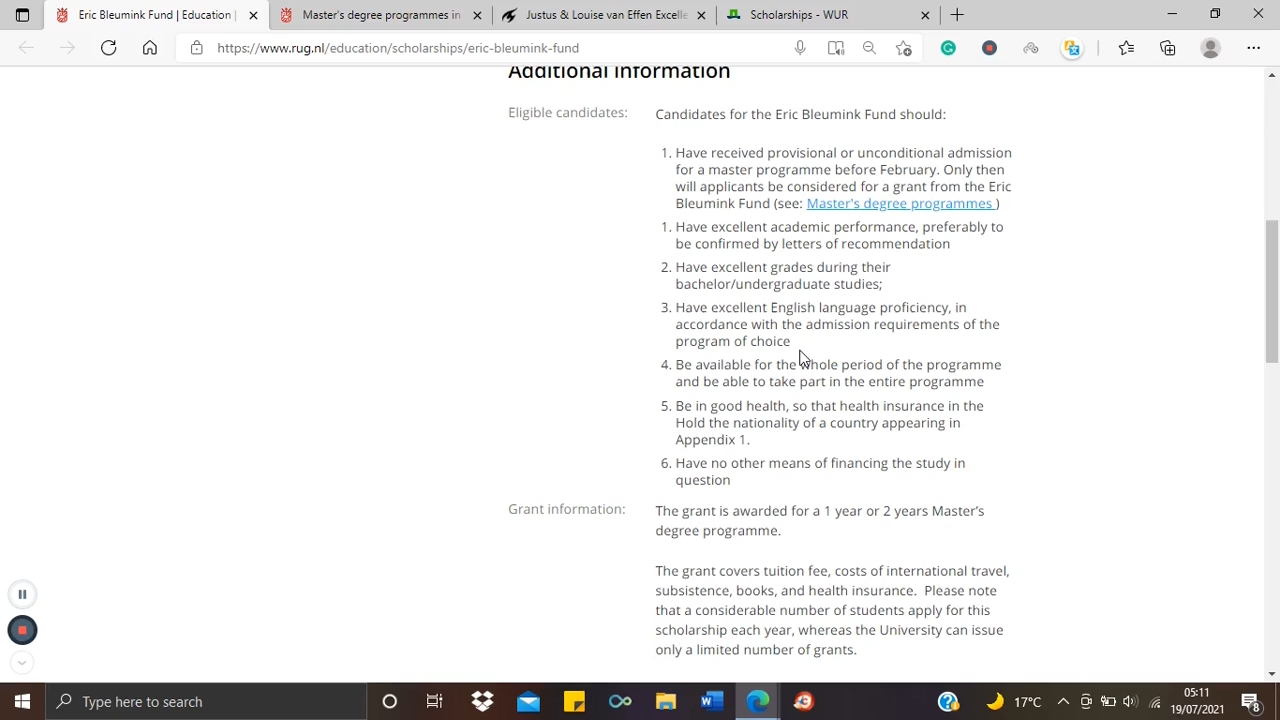 Eric Bleumink Fund | Education |
Master's degree programmes in
Justus & Louise van Effen Excelle
Scholarships - WUR
https://www.rug.nl/education/scholarships/eric-bleumink-fund
Additional information
Eligible candidates:
Candidates for the Eric Bleumink Fund should:
1. Have received provisional or unconditional admission
for a master programme before February. Only then
will applicants be considered for a grant from the Eric
Bleumink Fund (see: Master's degree programmes )
1. Have excellent academic performance, preferably to
be confirmed by letters of recommendation
2. Have excellent grades during their
bachelor/undergraduate studies;
3. Have excellent English language proficiency, in
accordance with the admission requirements of the
program of choice
4. Be available for the whole period of the programme
and be able to take part in the entire programme
5. Be in good health, so that health insurance in the
Hold the nationality of a country appearing in
Appendix 1.
6. Have no other means of financing the study in
question
Grant information:
The grant is awarded for a 1 year or 2 years Master's
degree programme.
The grant covers tuition fee, costs of international travel,
subsistence, books, and health insurance. Please note
that a considerable number of students apply for this
scholarship each year, whereas the University can issue
only a limited number of grants.
Type here to search
17°C
05:11
19/07/2021
8